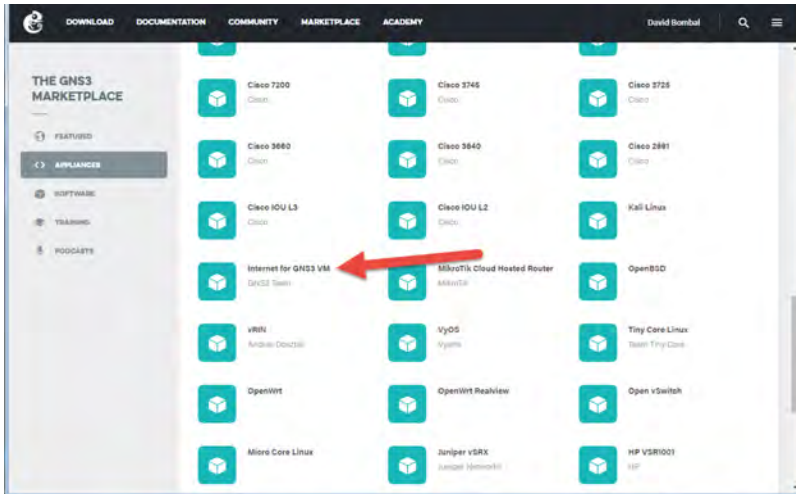 DOWNLOAD DOCUMENTATION COMMUNITY MARKETPLACE ACADEMY David Bombal
THE GNS3
MARKETPLACE
FEATURED
<> APPLIANCES
SOFTWARE
TRAINING
PODCASTS
Cisco 7200 Cisco 3745 Cisco 3725
Cisco Cisco Cisco
Cisco 3660 Cisco 3640 Cisco 2691
Cisco Cisco Cisco
Cisco IOU L3 Cisco IOU L2 Kali Linux
Cisco Cisco
Internet for GNS3 VM MikroTik Cloud Hosted Router OpenBSD
GNS3 Team MikroTik
vRIN VyOS Tiny Core Linux
Vyatta Team Tiny Core
OpenWrt OpenWrt Realview Open vSwitch
Micro Core Linux Juniper vSRX HP VSR1001
Juniper Networks HP